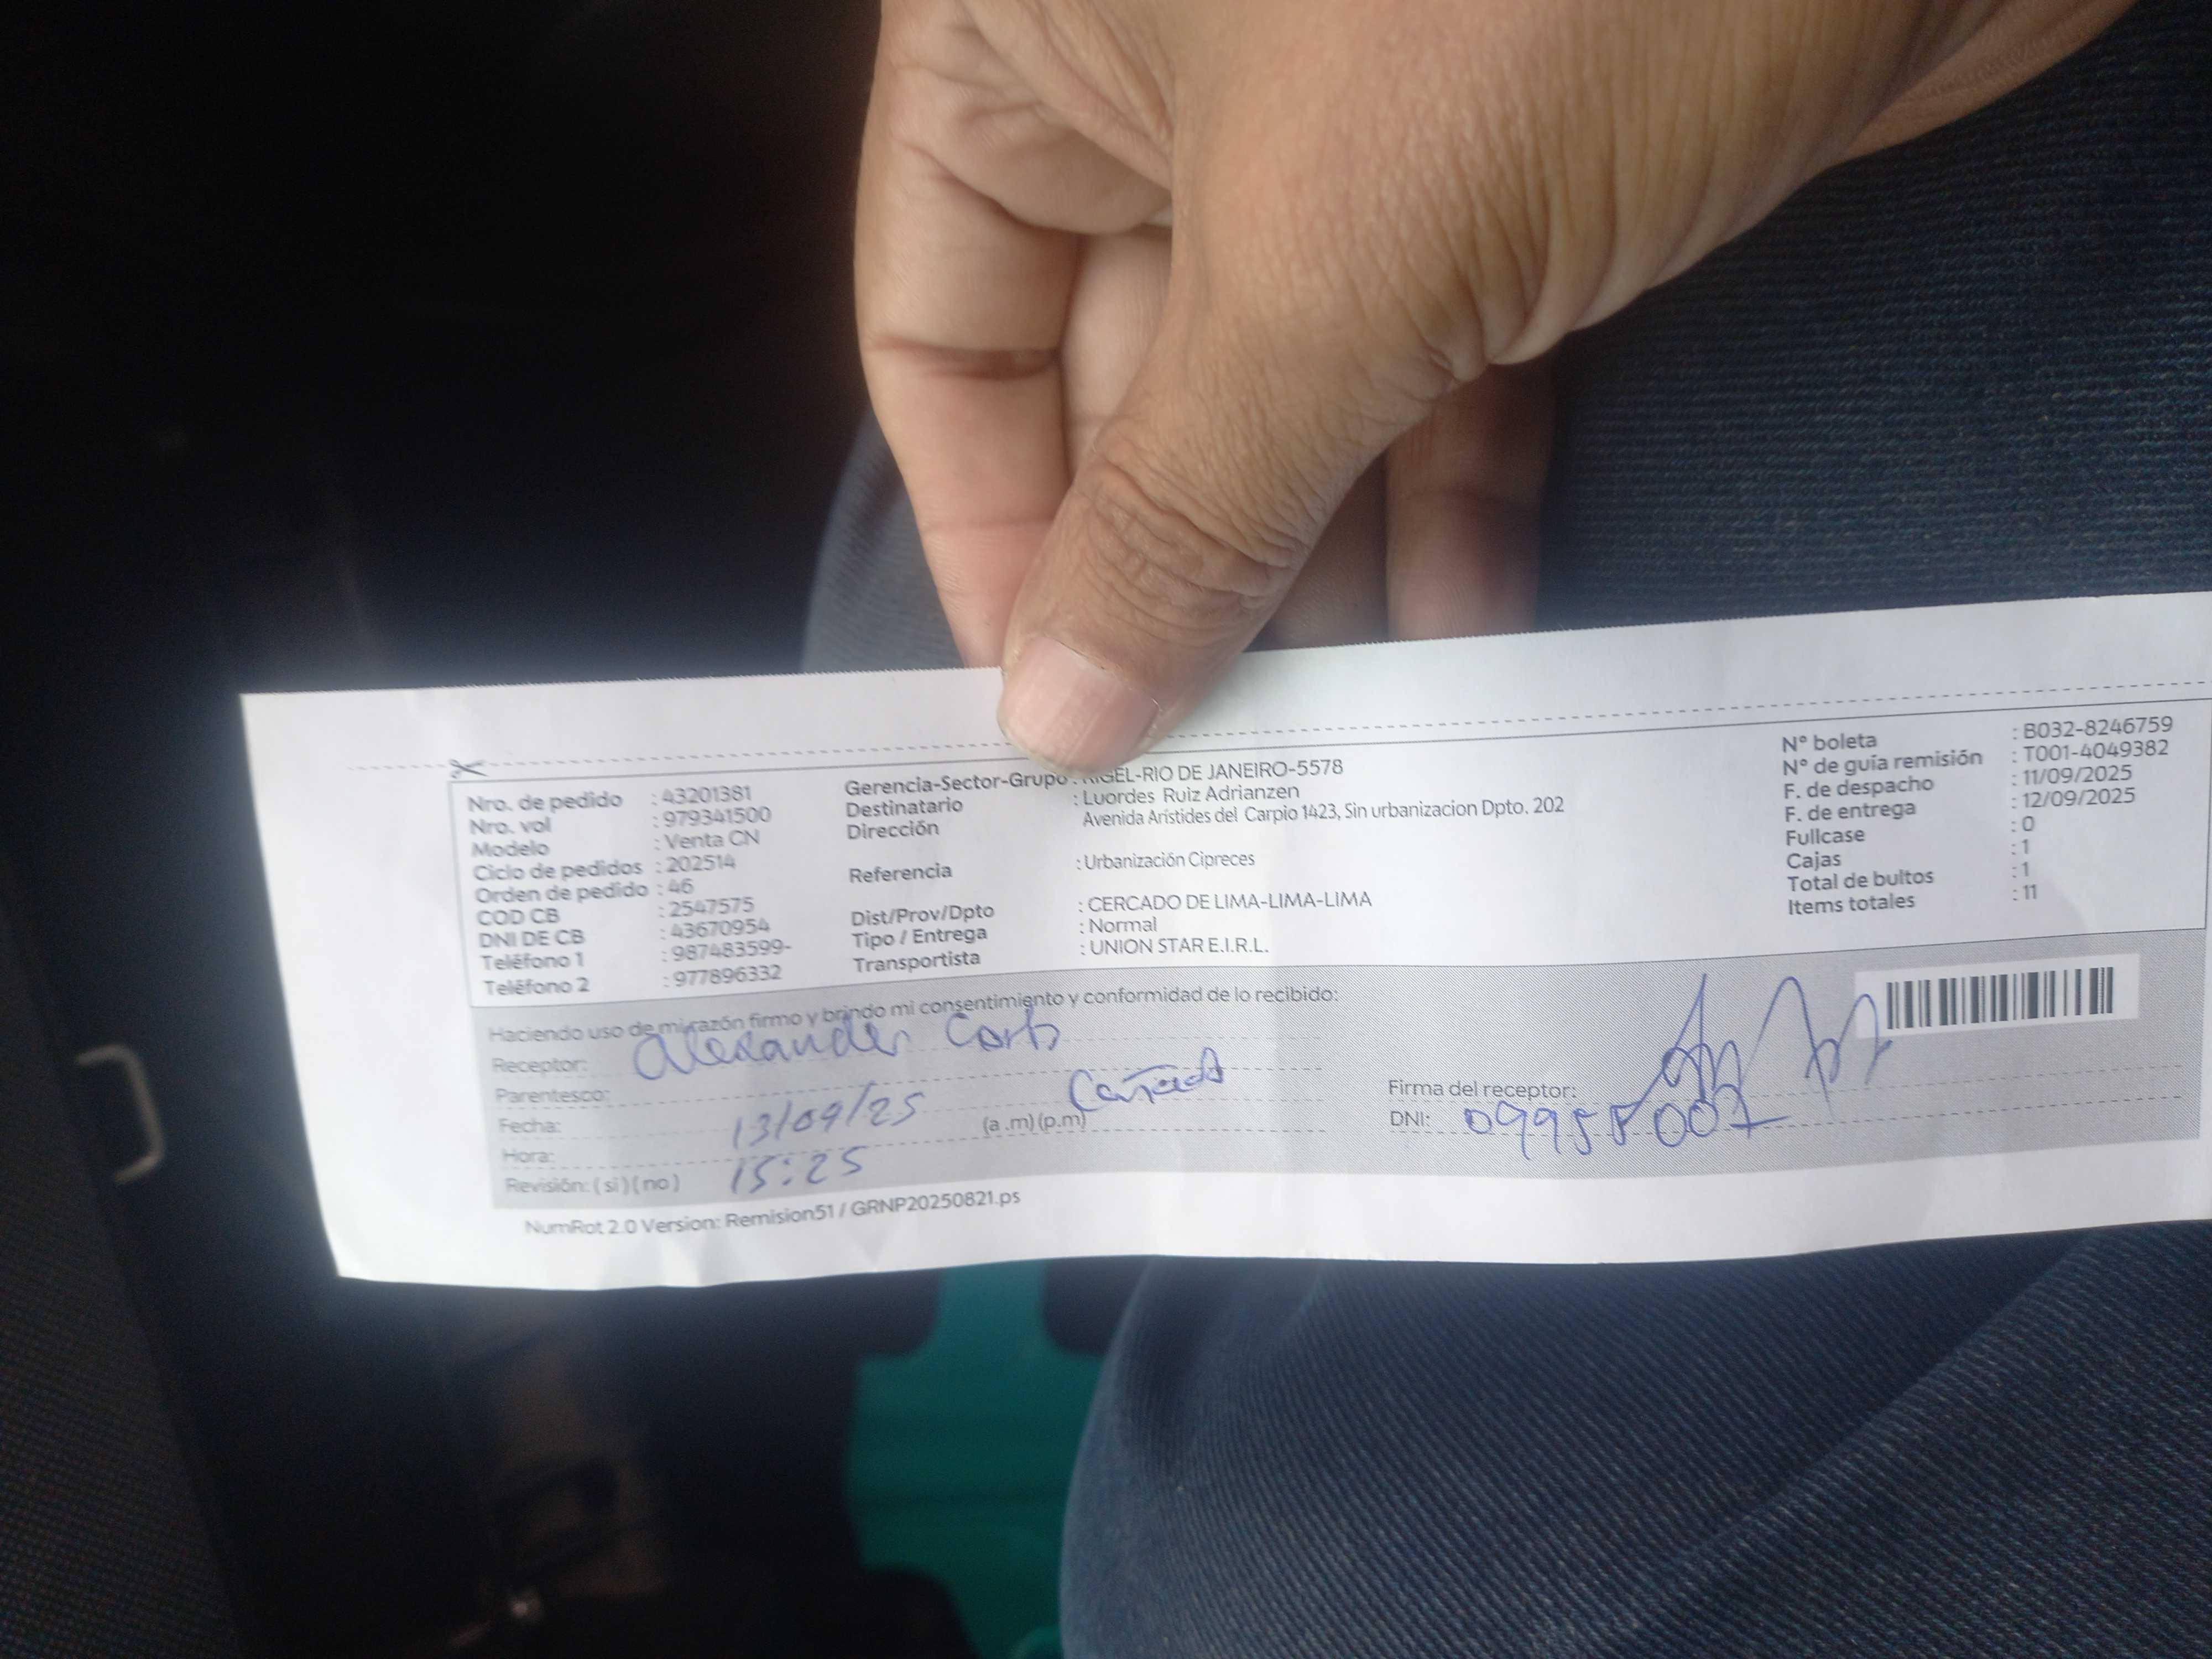 Nro. de pedido : 43201381
Nro. vol : 979341500
Modelo : Venta CN
Ciclo de pedidos : 202514
Orden de pedido : 46
COD CB : 2547575
DNI DE CB : 43670954
Teléfono 1 : 987483599-
Teléfono 2 : 977896332
Gerencia-Sector-Grupo : RIGEL-RIO DE JANEIRO-5578
Destinatario : Luordes Ruiz Adrianzen
Dirección Avenida Aristides del Carpio 1423, Sin urbanizacion Dpto. 202
Referencia : Urbanización Cipreces
Dist/Prov/Dpto : CERCADO DE LIMA-LIMA-LIMA
Tipo / Entrega : Normal
Transportista : UNION STAR E.I.R.L.
N° boleta : B032-8246759
N° de guía remisión : T001-4049382
F. de despacho : 11/09/2025
F. de entrega : 12/09/2025
Fullcase : 0
Cajas : 1
Total de bultos : 1
Items totales : 11
Haciendo uso de mi razón firmo y brindo mi consentimiento y conformidad de lo recibido:
Receptor: Alexander
Parentesco:
Fecha: 13/09/25 (a .m) (p.m)
Hora: 15:25
Revisión: ( si ) ( no )
Firma del receptor:
DNI: 09958007
NumRot 2.0 Version: Remision51 / GRNP20250821.ps